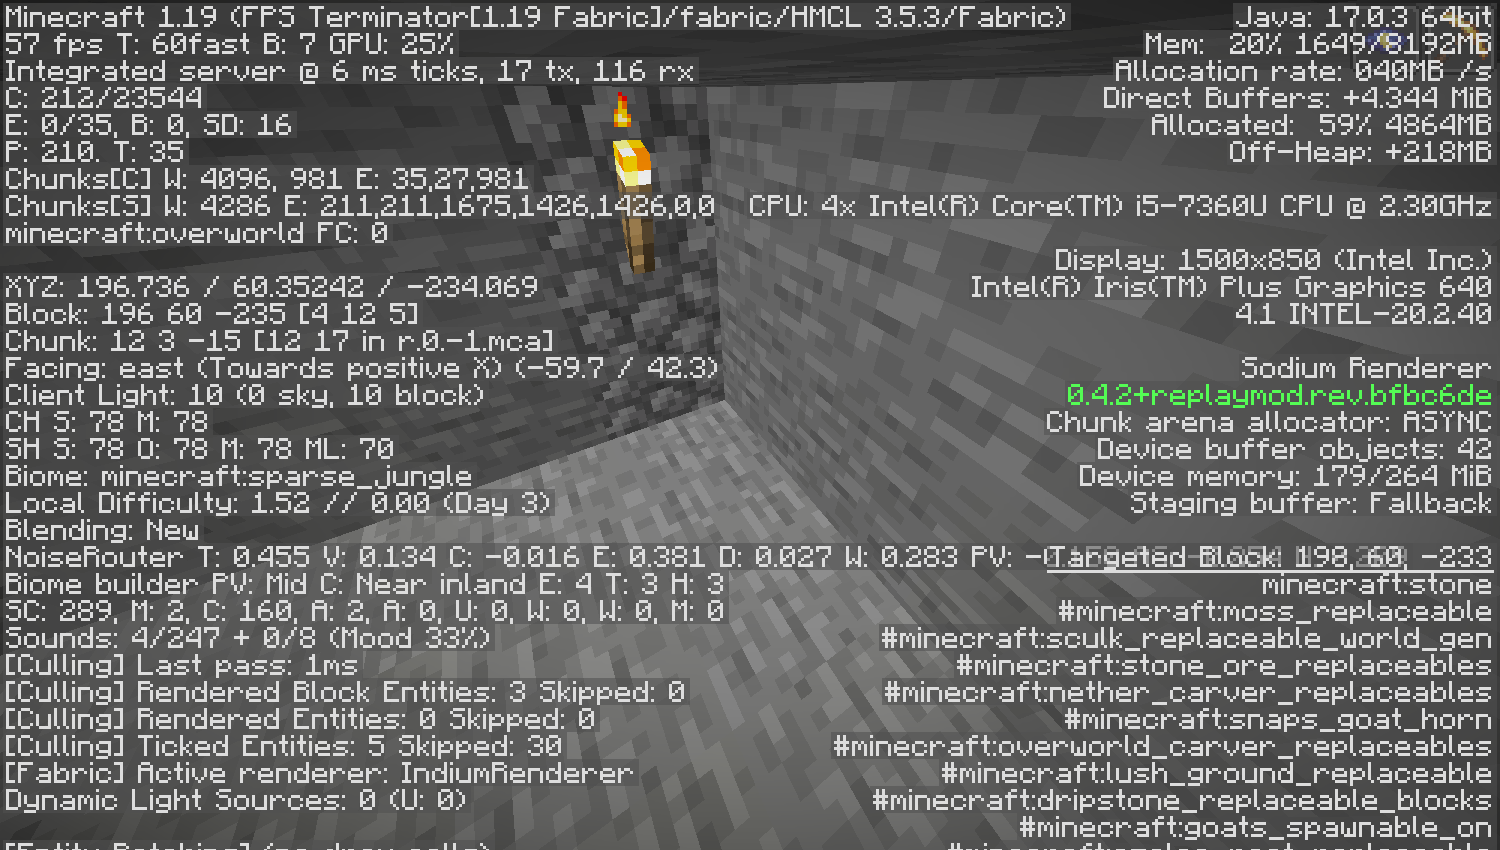 Minecraft 1.19 (FPS Terminator[1.19 Fabric]/fabric/HMCL 3.5.3/Fabric)
57 fps T: 60fast B: 7 GPU: 25%
Integrated server @ 6 ms ticks, 17 tx, 116 rx
C: 212/23544
E: 0/35, B: 0, SD: 16
P: 210. T: 35
Chunks[C] W: 4096, 981 E: 35,27,981
Chunks[S] W: 4286 E: 211,211,1675,1426,1426,0,0
minecraft:overworld FC: 0
XYZ: 196.736 / 60.35242 / -234.069
Block: 196 60 -235 [4 12 5]
Chunk: 12 3 -15 [12 17 in r.0.-1.mca]
Facing: east (Towards positive X) (-59.7 / 42.3)
Client Light: 10 (0 sky, 10 block)
CH S: 78 M: 78
SH S: 78 O: 78 M: 78 ML: 70
Biome: minecraft:sparse_jungle
Local Difficulty: 1.52 // 0.00 (Day 3)
Blending: New
NoiseRouter T: 0.455 V: 0.134 C: -0.016 E: 0.381 D: 0.027 W: 0.283 PV:
Biome builder PV: Mid C: Near inland E: 4 T: 3 H: 3
SC: 289, M: 2, C: 160, A: 2, A: 0, U: 0, W: 0, W: 0, M: 0
Sounds: 4/247 + 0/8 (Mood 33%)
[Culling] Last pass: 1ms
[Culling] Rendered Block Entities: 3 Skipped: 0
[Culling] Rendered Entities: 0 Skipped: 0
[Culling] Ticked Entities: 5 Skipped: 30
[Fabric] Active renderer: IndiumRenderer
Dynamic Light Sources: 0 (U: 0)
Java: 17.0.3 64bit
Mem: 20% 1649/8192MB
Allocation rate: 040MB /s
Direct Buffers: +4.344 MiB
Allocated: 59% 4864MB
Off-Heap: +218MB
CPU: 4x Intel(R) Core(TM) i5-7360U CPU @ 2.30GHz
Display: 1500x850 (Intel Inc.)
Intel(R) Iris(TM) Plus Graphics 640
4.1 INTEL-20.2.40
Sodium Renderer
0.4.2+replaymod.rev.bfbc6de
Chunk arena allocator: ASYNC
Device buffer objects: 42
Device memory: 179/264 MiB
Staging buffer: Fallback
Targeted Block: 198, 60, -233
minecraft:stone
#minecraft:moss_replaceable
#minecraft:sculk_replaceable_world_gen
#minecraft:stone_ore_replaceables
#minecraft:nether_carver_replaceables
#minecraft:snaps_goat_horn
#minecraft:overworld_carver_replaceables
#minecraft:lush_ground_replaceable
#minecraft:dripstone_replaceable_blocks
#minecraft:goats_spawnable_on